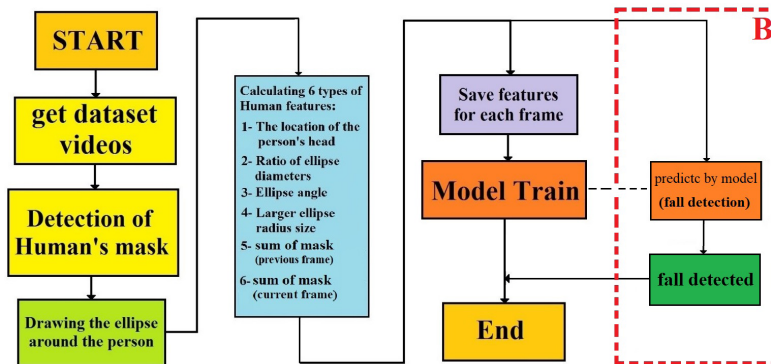 START
get dataset
videos
Detection of
Human's mask
Drawing the ellipse
around the person
Calculating 6 types of
Human features:
1- The location of the
person's head
2- Ratio of ellipse
diameters
3- Ellipse angle
4- Larger ellipse
radius size
5- sum of mask
(previous frame)
6- sum of mask
(current frame)
Save features
for each frame
Model Train
End
B
predictc by model
(fall detection)
fall detected